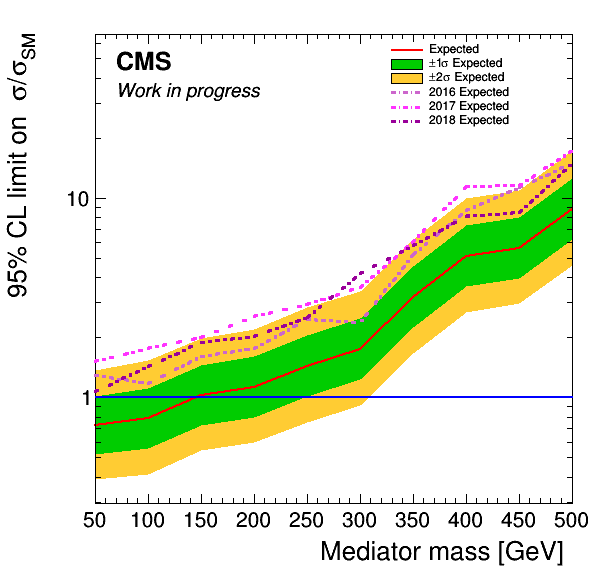 CMS
Work in progress
Expected
±1σ Expected
±2σ Expected
2016 Expected
2017 Expected
2018 Expected
95% CL limit on σ/σSM
10
1
50 100 150 200 250 300 350 400 450 500
Mediator mass [GeV]